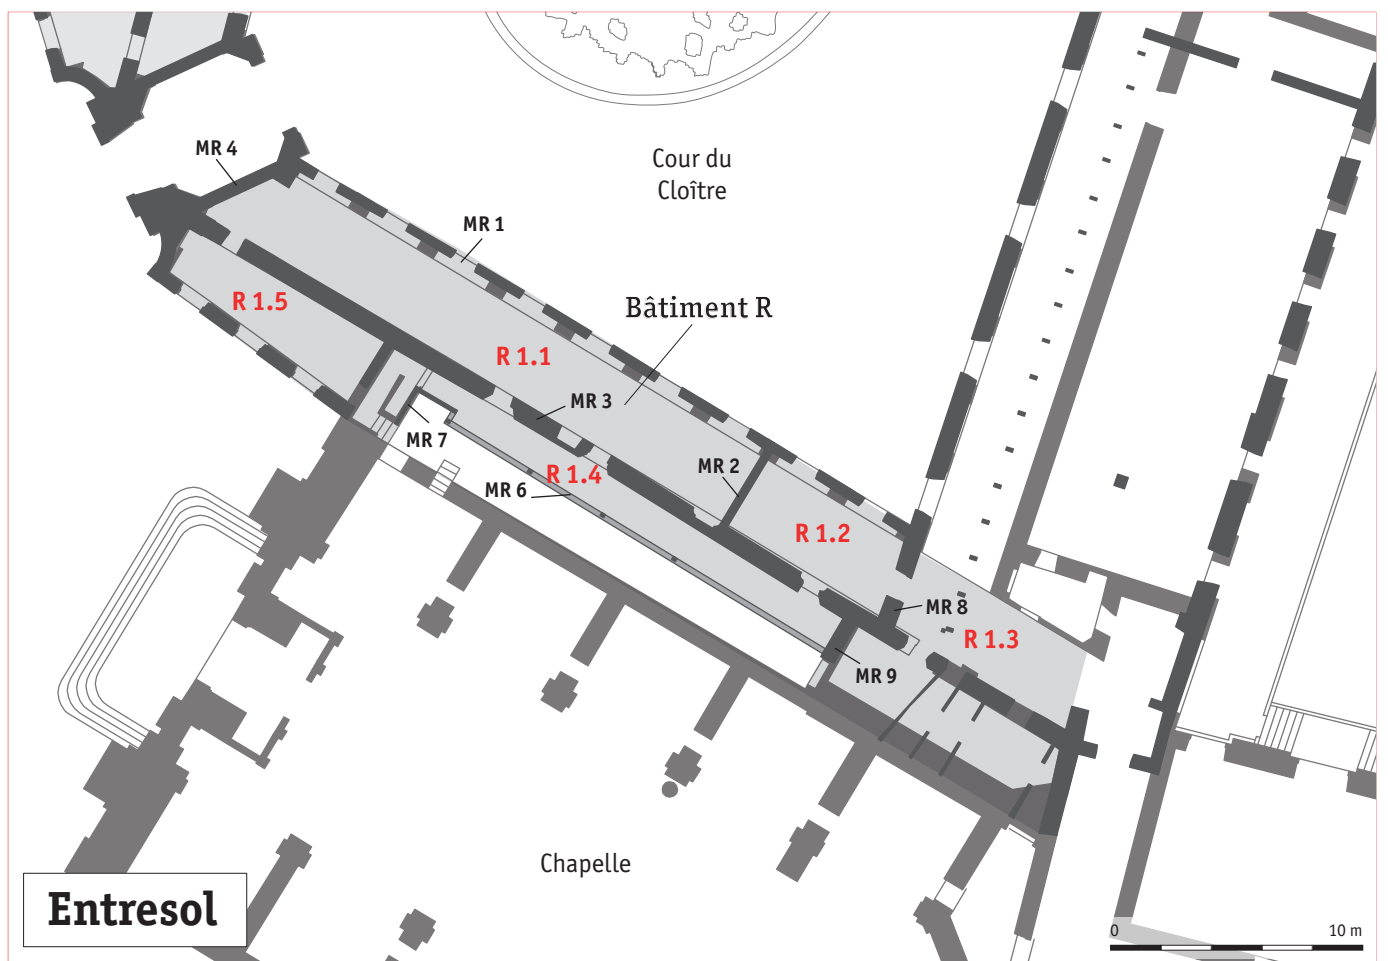 MR 4
Cour du
Cloître
MR 1
R 1.5
Bâtiment R
R 1.1
MR 3
MR 7
R 1.4
MR 2
MR 6
R 1.2
MR 8
R 1.3
MR 9
Chapelle
Entresol
0
10 m